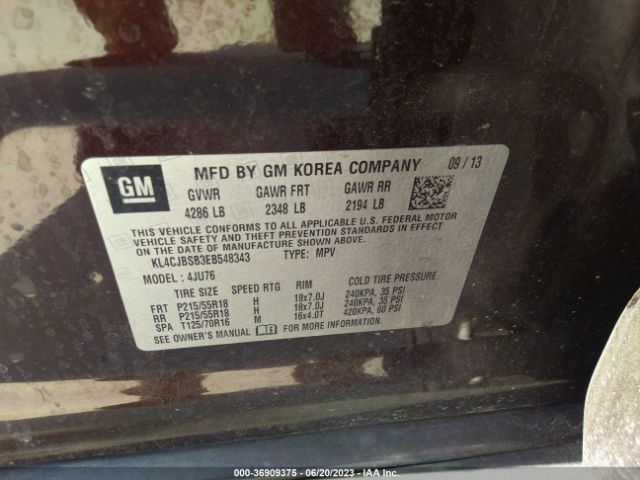 GM
MFD BY GM KOREA COMPANY 09/13
GVWR GAWR FRT GAWR RR
4286 LB 2348 LB 2194 LB
THIS VEHICLE CONFORMS TO ALL APPLICABLE U.S. FEDERAL MOTOR
VEHICLE SAFETY AND THEFT PREVENTION STANDARDS IN EFFECT ON
THE DATE OF MANUFACTURE SHOWN ABOVE.
KL4CJBSB3EB548343 TYPE: MPV
MODEL: 4JU76
TIRE SIZE SPEED RTG RIM COLD TIRE PRESSURE
FRT P215/55R18 H 18x7.0J 240KPA, 35 PSI
RR P215/55R18 H 18x7.0J 240KPA, 35 PSI
SPA T125/70R16 M 16x4.0T 420KPA, 60 PSI
SEE OWNER'S MANUAL FOR MORE INFORMATION.
000-36909375 - 06/20/2023 - IAA Inc.